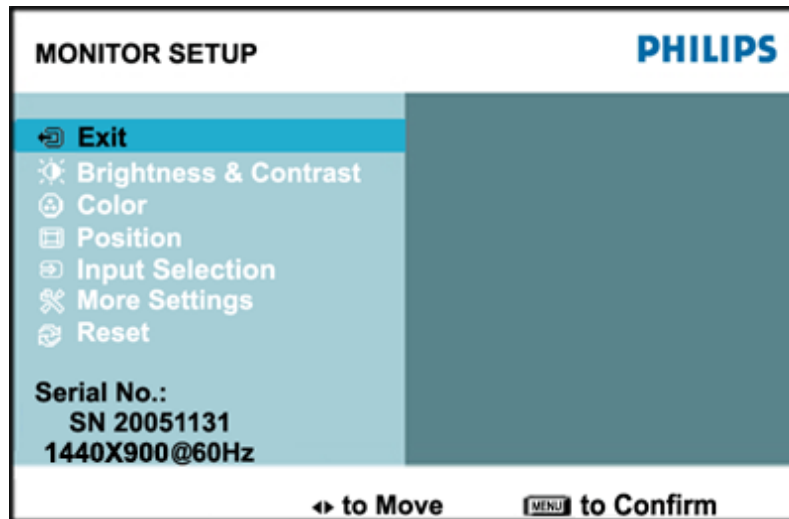 MONITOR SETUP PHILIPS
Exit
Brightness & Contrast
Color
Position
Input Selection
More Settings
Reset
Serial No.:
SN 20051131
1440X900@60Hz
to Move MENU to Confirm